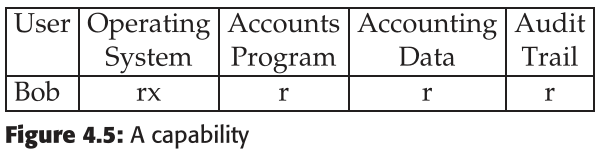 User Operating System Accounts Program Accounting Data Audit Trail
Bob rx r r r
Figure 4.5: A capability